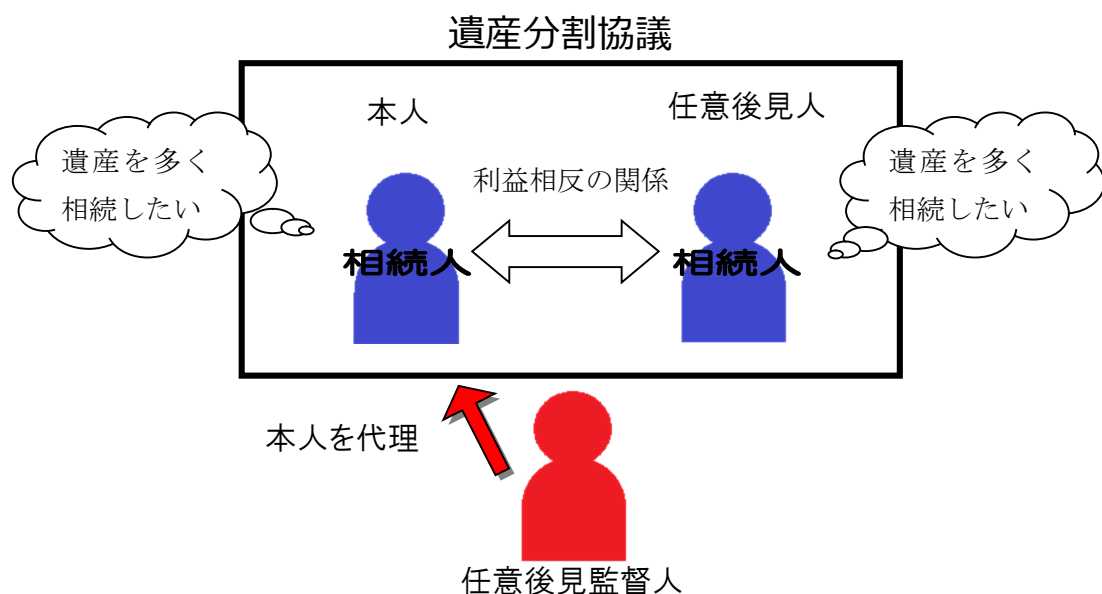 遺産分割協議
本人
任意後見人
遺産を多く
相続したい
利益相反の関係
遺産を多く
相続したい
相続人
相続人
本人を代理
任意後見監督人